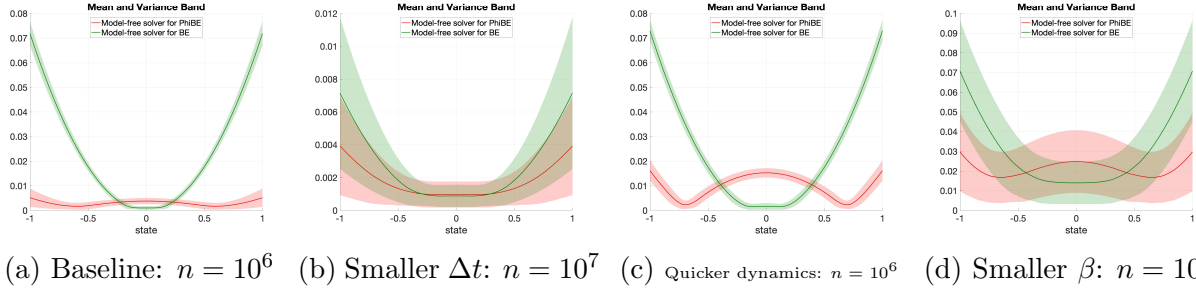 Mean and Variance Band
Model-free solver for PhiBE
Model-free solver for BE
0.08
0.07
0.06
0.05
0.04
0.03
0.02
0.01
0
-1
-0.5
0
0.5
1
state
(a) Baseline: n = 10^6
Mean and Variance Band
Model-free solver for PhiBE
Model-free solver for BE
0.012
0.01
0.008
0.006
0.004
0.002
0
-1
-0.5
0
0.5
1
state
(b) Smaller Δt: n = 10^7
Mean and Variance Band
Model-free solver for PhiBE
Model-free solver for BE
0.08
0.07
0.06
0.05
0.04
0.03
0.02
0.01
0
-1
-0.5
0
0.5
1
state
(c) Quicker dynamics: n = 10^6
Mean and Variance Band
Model-free solver for PhiBE
Model-free solver for BE
0.1
0.09
0.08
0.07
0.06
0.05
0.04
0.03
0.02
0.01
0
-1
-0.5
0
0.5
1
state
(d) Smaller β: n = 10